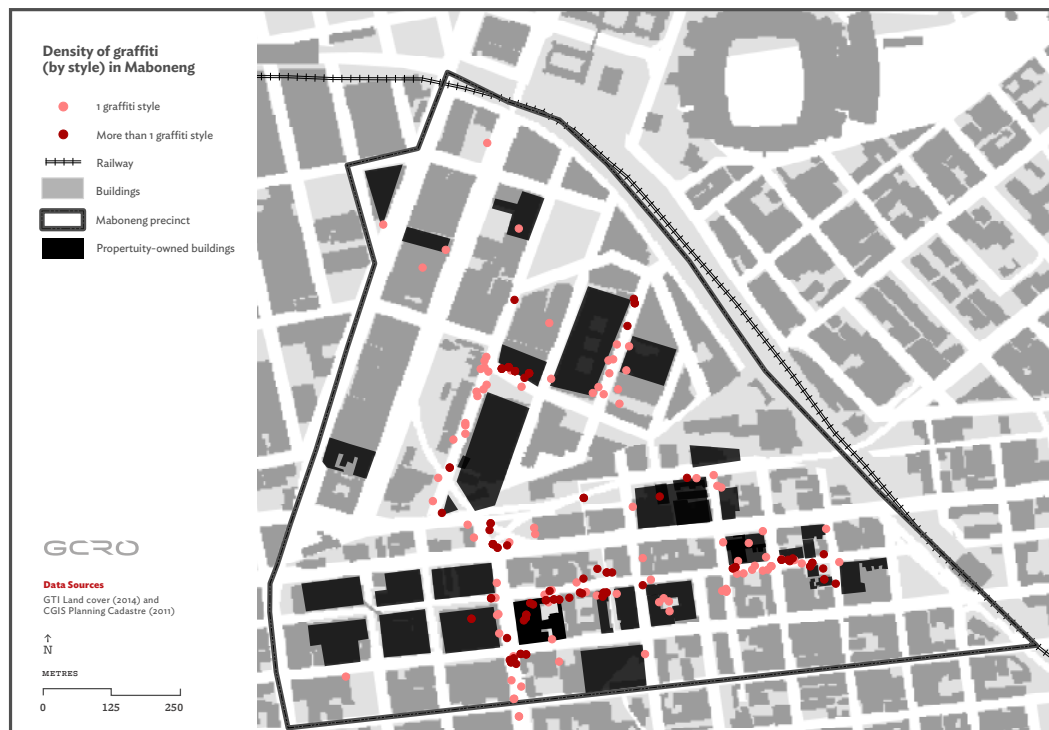 Density of graffiti
(by style) in Maboneng
1 graffiti style
More than 1 graffiti style
Railway
Buildings
Maboneng precinct
Propertuity-owned buildings
GCRO
Data Sources
GTI Land cover (2014) and
CGIS Planning Cadastre (2011)
N
METRES
0 125 250